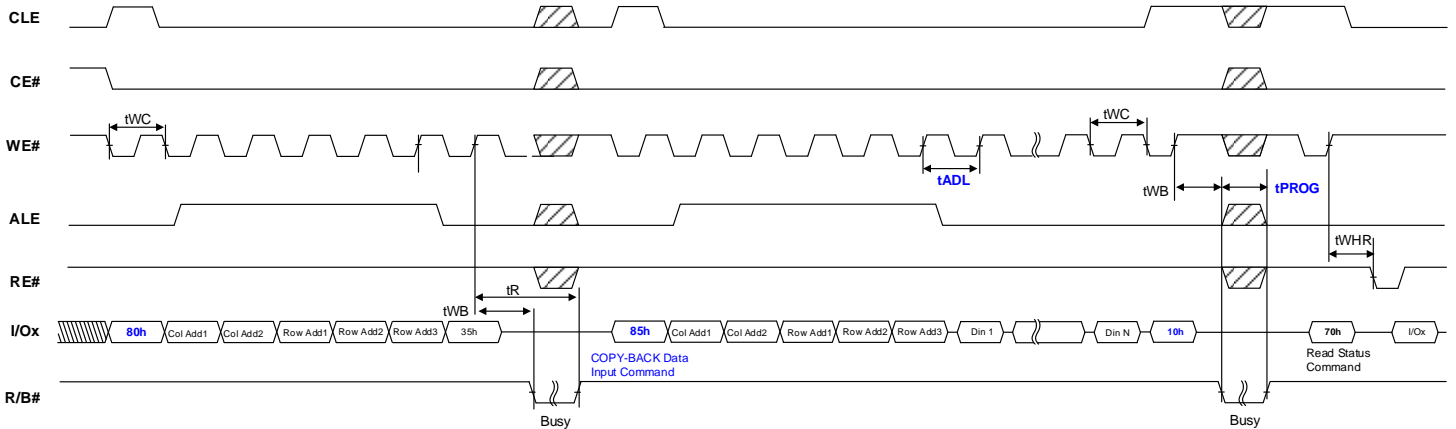 CLE
CE#
tWC
tWC
WE#
tADL
tWB
tPROG
ALE
tWHR
RE#
tR
tWB
I/Ox
80h Col Add1 Col Add2 Row Add1 Row Add2 Row Add3 35h 85h Col Add1 Col Add2 Row Add1 Row Add2 Row Add3 Din 1 Din N 10h 70h I/Ox
COPY-BACK Data
Input Command
Read Status
Command
R/B#
Busy
Busy